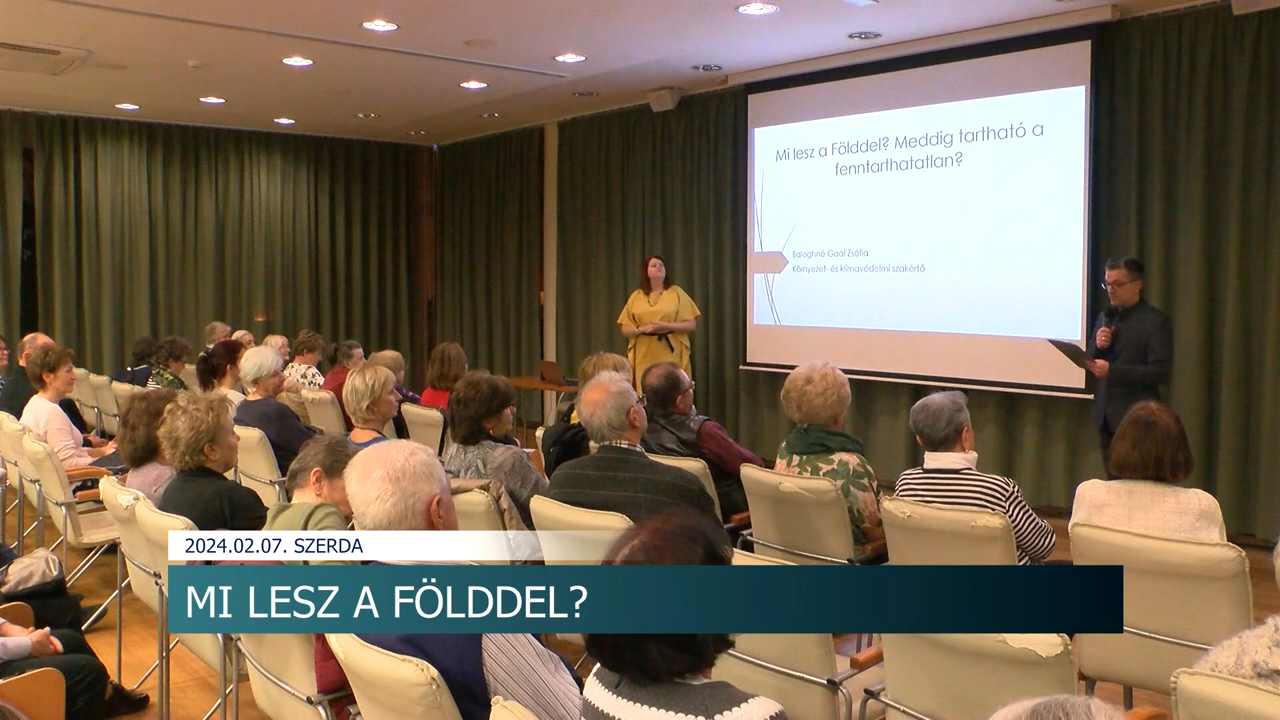 Mi lesz a Földdel? Meddig tartható a
fenntarthatatlan?
Baloghné Gaál Zsófia
Környezet- és klímavédelmi szakértő
2024.02.07. SZERDA
MI LESZ A FÖLDDEL?